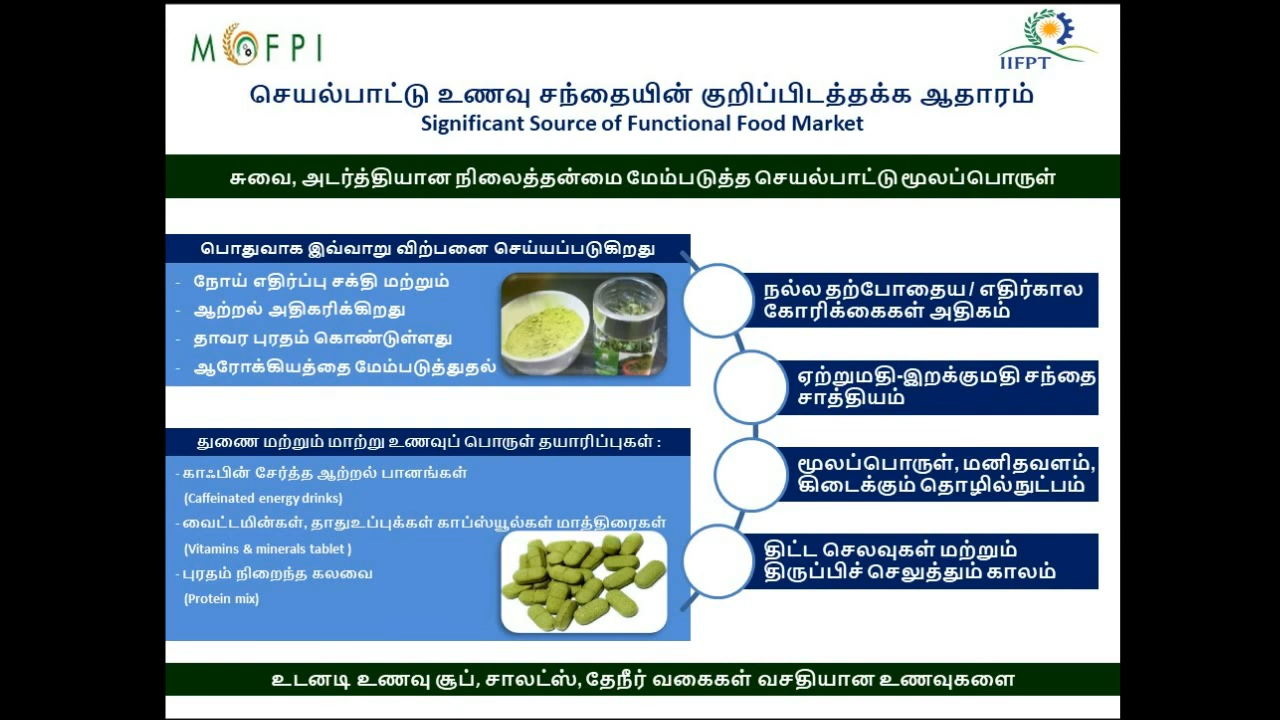 MOFPI
IIFPT
செயல்பாட்டு உணவு சந்தையின் குறிப்பிடத்தக்க ஆதாரம்
Significant Source of Functional Food Market
சுவை, அடர்த்தியான நிலைத்தன்மை மேம்படுத்த செயல்பாட்டு மூலப்பொருள்
பொதுவாக இவ்வாறு விற்பனை செய்யப்படுகிறது
- நோய் எதிர்ப்பு சக்தி மற்றும்
- ஆற்றல் அதிகரிக்கிறது
- தாவர புரதம் கொண்டுள்ளது
- ஆரோக்கியத்தை மேம்படுத்துதல்
துணை மற்றும் மாற்று உணவுப் பொருள் தயாரிப்புகள் :
- காஃபின் சேர்த்த ஆற்றல் பானங்கள்
(Caffeinated energy drinks)
- வைட்டமின்கள், தாதுஉப்புக்கள் காப்ஸ்யூல்கள் மாத்திரைகள்
(Vitamins & minerals tablet )
- புரதம் நிறைந்த கலவை
(Protein mix)
நல்ல தற்போதைய / எதிர்கால
கோரிக்கைகள் அதிகம்
ஏற்றுமதி-இறக்குமதி சந்தை
சாத்தியம்
மூலப்பொருள், மனிதவளம்,
கிடைக்கும் தொழில்நுட்பம்
திட்ட செலவுகள் மற்றும்
திருப்பிச் செலுத்தும் காலம்
உடனடி உணவு சூப், சாலட்ஸ், தேநீர் வகைகள் வசதியான உணவுகளை